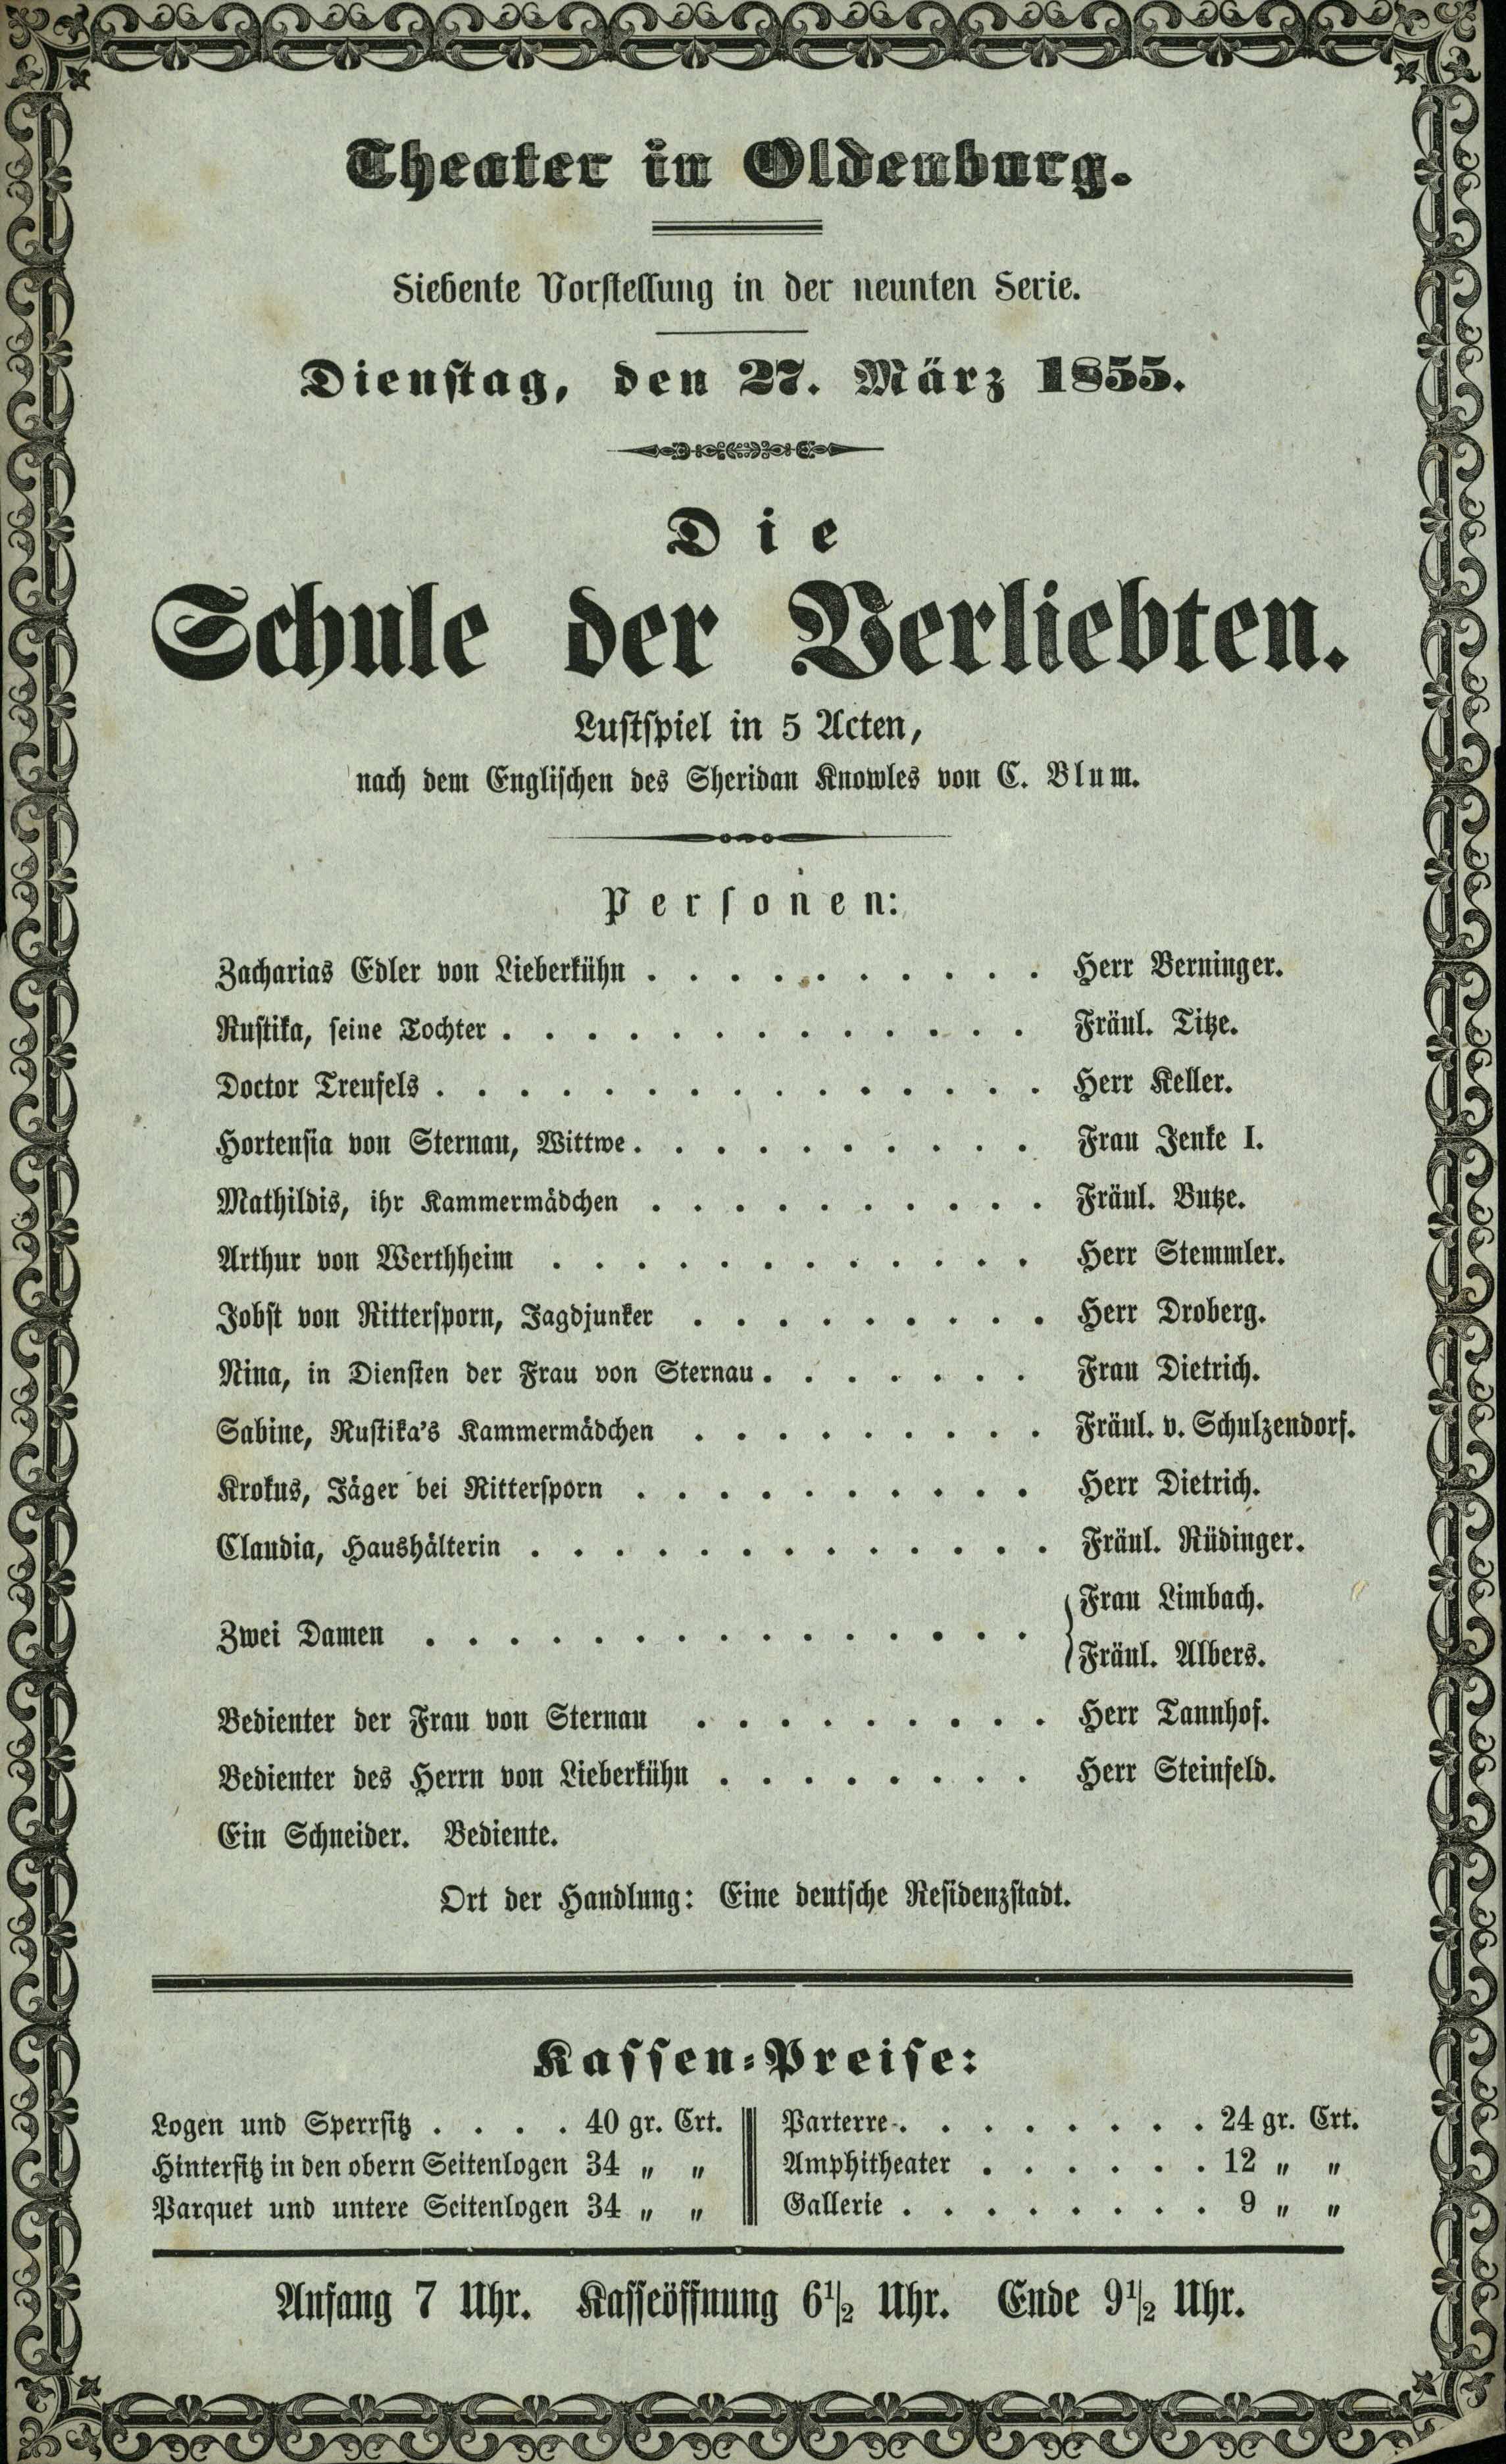 Theater in Oldenburg.
Siebente Vorstellung in der neunten Serie.
Dienstag, den 27. März 1855.
Die
Schule der Verliebten.
Lustspiel in 5 Acten,
nach dem Englischen des Sheridan Knowles von C. Blum.
Personen:
Zacharias Edler von Lieberkühn . . . . . . . . . . Herr Berninger.
Rustika, seine Tochter . . . . . . . . . . . . . Fräul. Titze.
Doctor Treufels . . . . . . . . . . . . . . . Herr Keller.
Hortensia von Sternau, Wittwe . . . . . . . . . . Frau Jenke I.
Mathildis, ihr Kammermädchen . . . . . . . . . . Fräul. Butze.
Arthur von Werthheim . . . . . . . . . . . . Herr Stemmler.
Jobst von Rittersporn, Jagdjunker . . . . . . . . . Herr Droberg.
Nina, in Diensten der Frau von Sternau . . . . . . . Frau Dietrich.
Sabine, Rustika's Kammermädchen . . . . . . . . . Fräul. v. Schulzendorf.
Krokus, Jäger bei Rittersporn . . . . . . . . . . Herr Dietrich.
Claudia, Haushälterin . . . . . . . . . . . . . Fräul. Rüdinger.
Zwei Damen . . . . . . . . . . . . . . . { Frau Limbach.
Fräul. Albers.
Bedienter der Frau von Sternau . . . . . . . . . Herr Tannhof.
Bedienter des Herrn von Lieberkühn . . . . . . . . Herr Steinfeld.
Ein Schneider. Bediente.
Ort der Handlung: Eine deutsche Residenzstadt.
Kassen-Preise:
Logen und Sperrsitz . . . . 40 gr. Crt.
Hintersitz in den obern Seitenlogen 34 „ „
Parquet und untere Seitenlogen 34 „ „
Parterre . . . . . . . . 24 gr. Crt.
Amphitheater . . . . . . 12 „ „
Gallerie . . . . . . . . 9 „ „
Anfang 7 Uhr. Kasseöffnung 6½ Uhr. Ende 9½ Uhr.